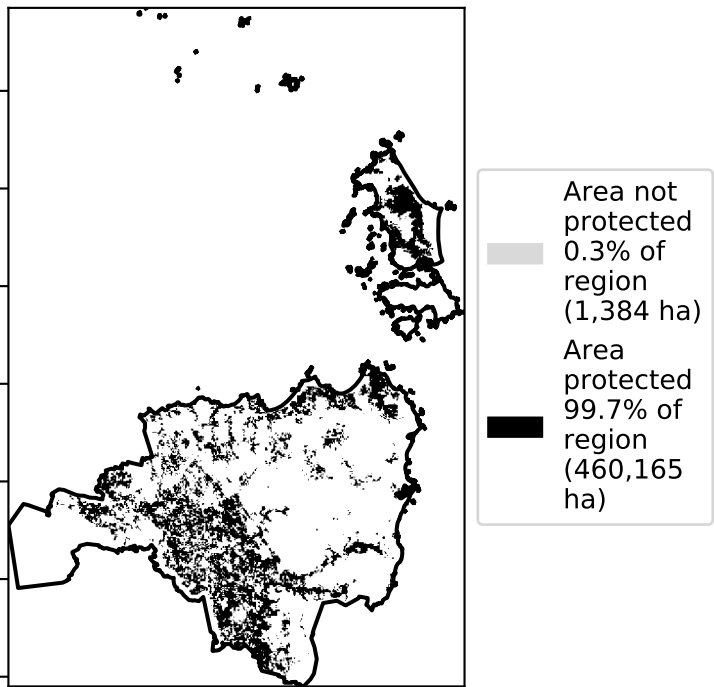 Area not
protected
0.3% of
region
(1,384 ha)
Area
protected
99.7% of
region
(460,165
ha)